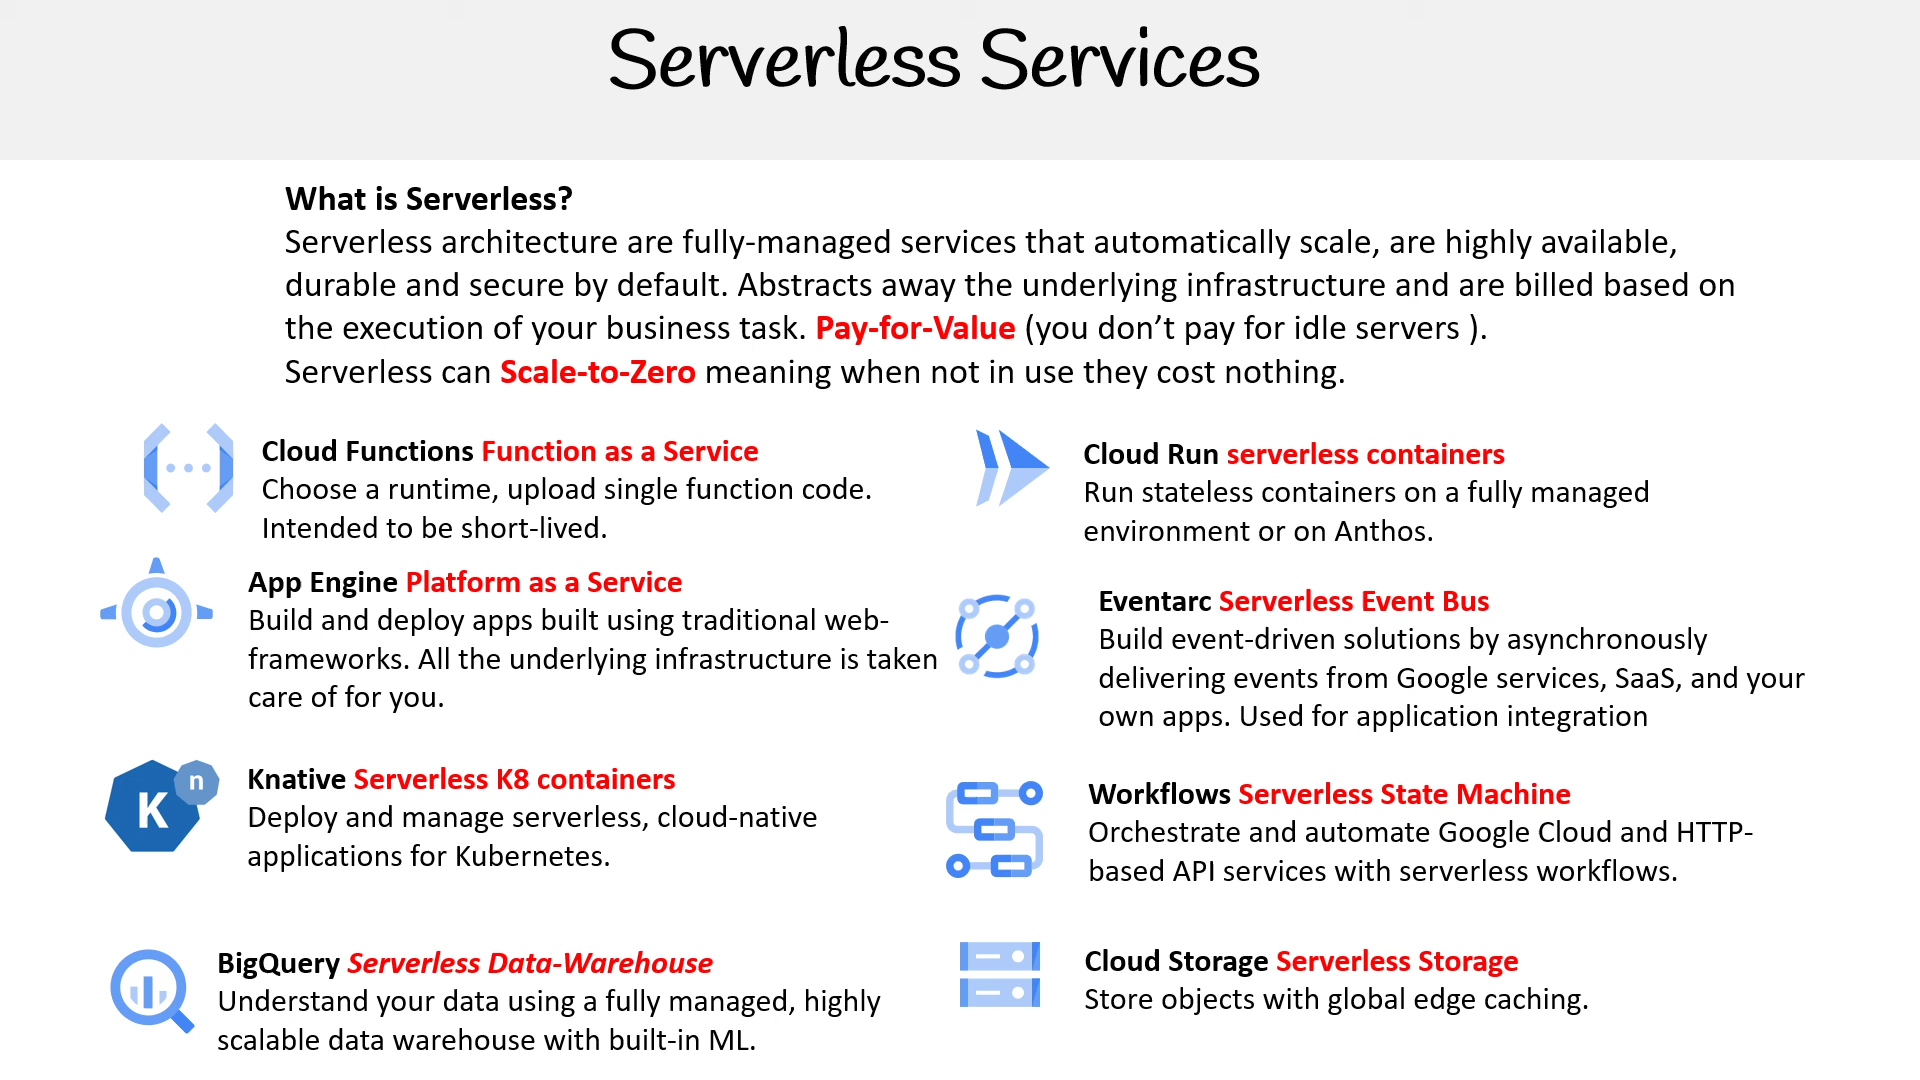 Serverless Services
What is Serverless?
Serverless architecture are fully-managed services that automatically scale, are highly available,
durable and secure by default. Abstracts away the underlying infrastructure and are billed based on
the execution of your business task. Pay-for-Value (you don’t pay for idle servers ).
Serverless can Scale-to-Zero meaning when not in use they cost nothing.
Cloud Functions Function as a Service
Choose a runtime, upload single function code.
Intended to be short-lived.
App Engine Platform as a Service
Build and deploy apps built using traditional web-
frameworks. All the underlying infrastructure is taken
care of for you.
K n
Knative Serverless K8 containers
Deploy and manage serverless, cloud-native
applications for Kubernetes.
BigQuery Serverless Data-Warehouse
Understand your data using a fully managed, highly
scalable data warehouse with built-in ML.
Cloud Run serverless containers
Run stateless containers on a fully managed
environment or on Anthos.
Eventarc Serverless Event Bus
Build event-driven solutions by asynchronously
delivering events from Google services, SaaS, and your
own apps. Used for application integration
Workflows Serverless State Machine
Orchestrate and automate Google Cloud and HTTP-
based API services with serverless workflows.
Cloud Storage Serverless Storage
Store objects with global edge caching.